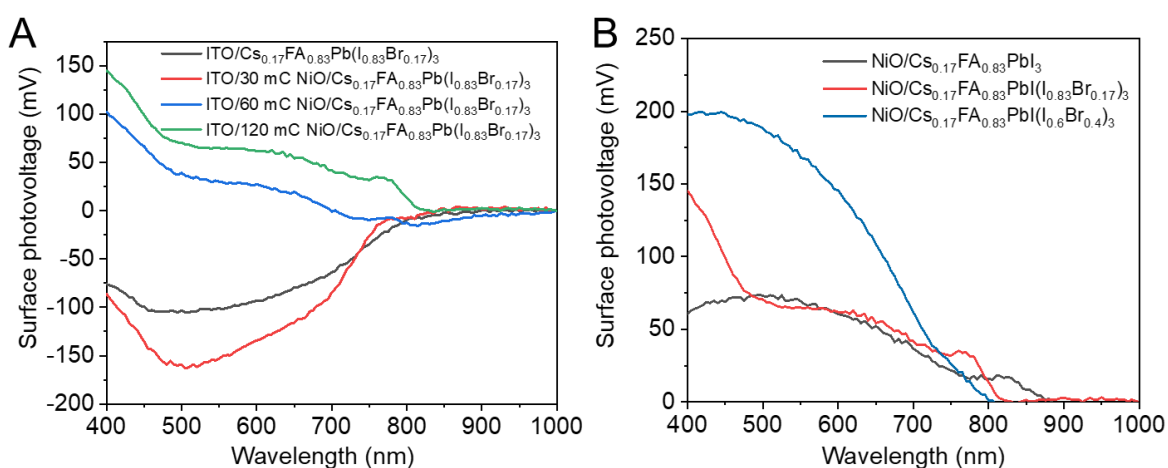 A
ITO/Cs0.17FA0.83Pb(I0.83Br0.17)3
ITO/30 mC NiO/Cs0.17FA0.83Pb(I0.83Br0.17)3
ITO/60 mC NiO/Cs0.17FA0.83Pb(I0.83Br0.17)3
ITO/120 mC NiO/Cs0.17FA0.83Pb(I0.83Br0.17)3
Surface photovoltage (mV)
150
100
50
0
-50
-100
-150
-200
400 500 600 700 800 900 1000
Wavelength (nm)
B
NiO/Cs0.17FA0.83PbI3
NiO/Cs0.17FA0.83PbI(I0.83Br0.17)3
NiO/Cs0.17FA0.83PbI(I0.6Br0.4)3
Surface photovoltage (mV)
250
200
150
100
50
0
400 500 600 700 800 900 1000
Wavelength (nm)